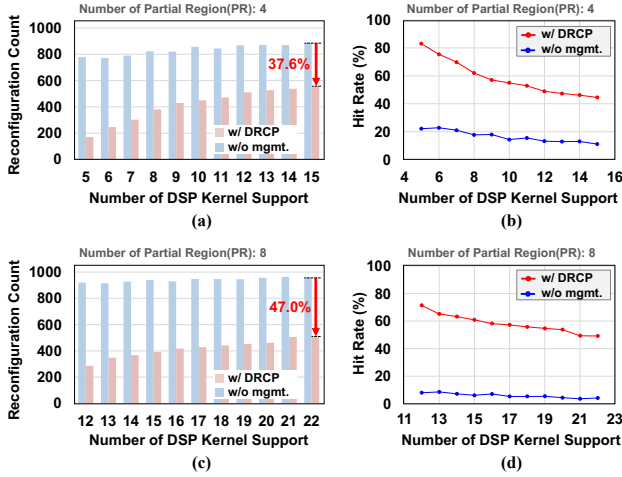 Number of Partial Region(PR): 4
Reconfiguration Count
1000
800
600
400
200
0
37.6%
w/ DRCP
w/o mgmt.
5 6 7 8 9 10 11 12 13 14 15
Number of DSP Kernel Support
(a)
Number of Partial Region(PR): 4
Hit Rate (%)
100
80
60
40
20
0
w/ DRCP
w/o mgmt.
4 6 8 10 12 14 16
Number of DSP Kernel Support
(b)
Number of Partial Region(PR): 8
Reconfiguration Count
1000
800
600
400
200
0
47.0%
w/ DRCP
w/o mgmt.
12 13 14 15 16 17 18 19 20 21 22
Number of DSP Kernel Support
(c)
Number of Partial Region(PR): 8
Hit Rate (%)
100
80
60
40
20
0
w/ DRCP
w/o mgmt.
11 13 15 17 19 21 23
Number of DSP Kernel Support
(d)